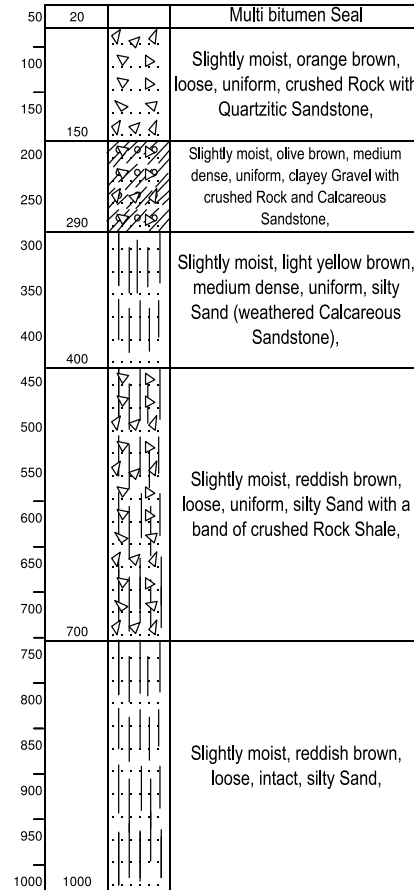 50 20 Multi bitumen Seal
100
150
150
Slightly moist, orange brown,
loose, uniform, crushed Rock with
Quartzitic Sandstone,
200
250
290
Slightly moist, olive brown, medium
dense, uniform, clayey Gravel with
crushed Rock and Calcareous
Sandstone,
300
350
400
400
Slightly moist, light yellow brown,
medium dense, uniform, silty
Sand (weathered Calcareous
Sandstone),
450
500
550
600
650
700
700
Slightly moist, reddish brown,
loose, uniform, silty Sand with a
band of crushed Rock Shale,
750
800
850
900
950
1000
1000
Slightly moist, reddish brown,
loose, intact, silty Sand,